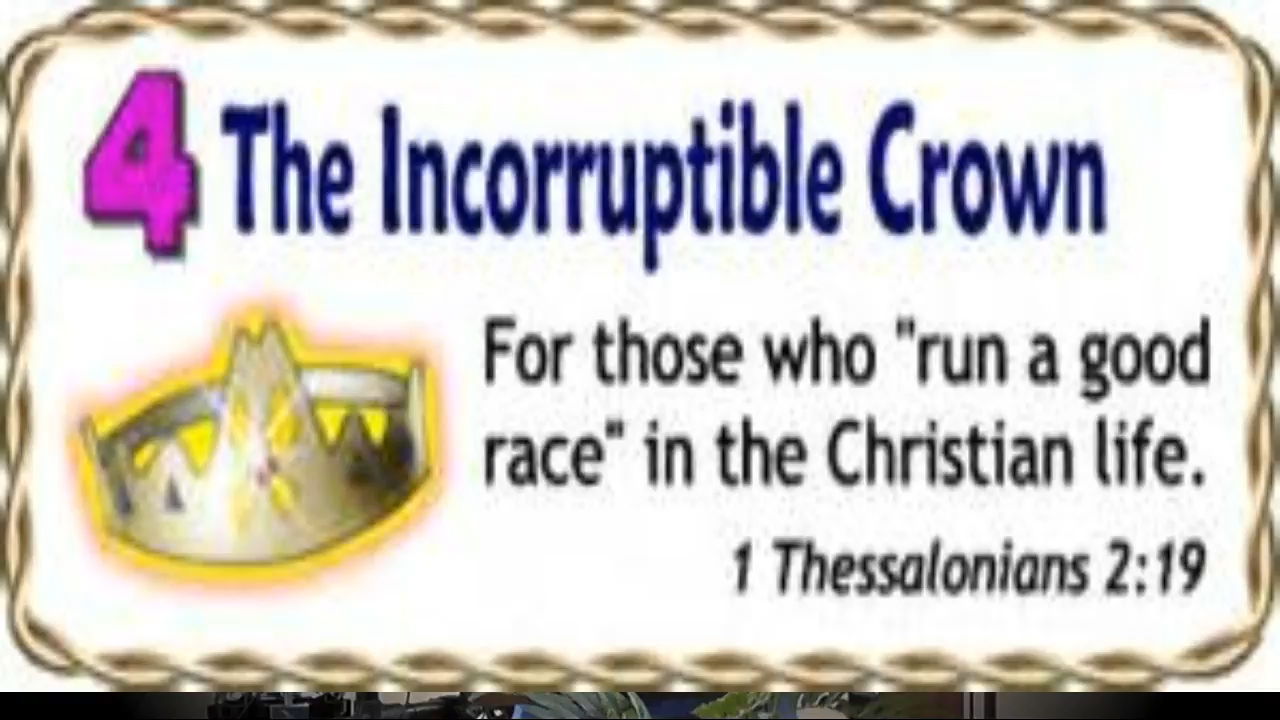 4 The Incorruptible Crown
For those who "run a good
race" in the Christian life.
1 Thessalonians 2:19